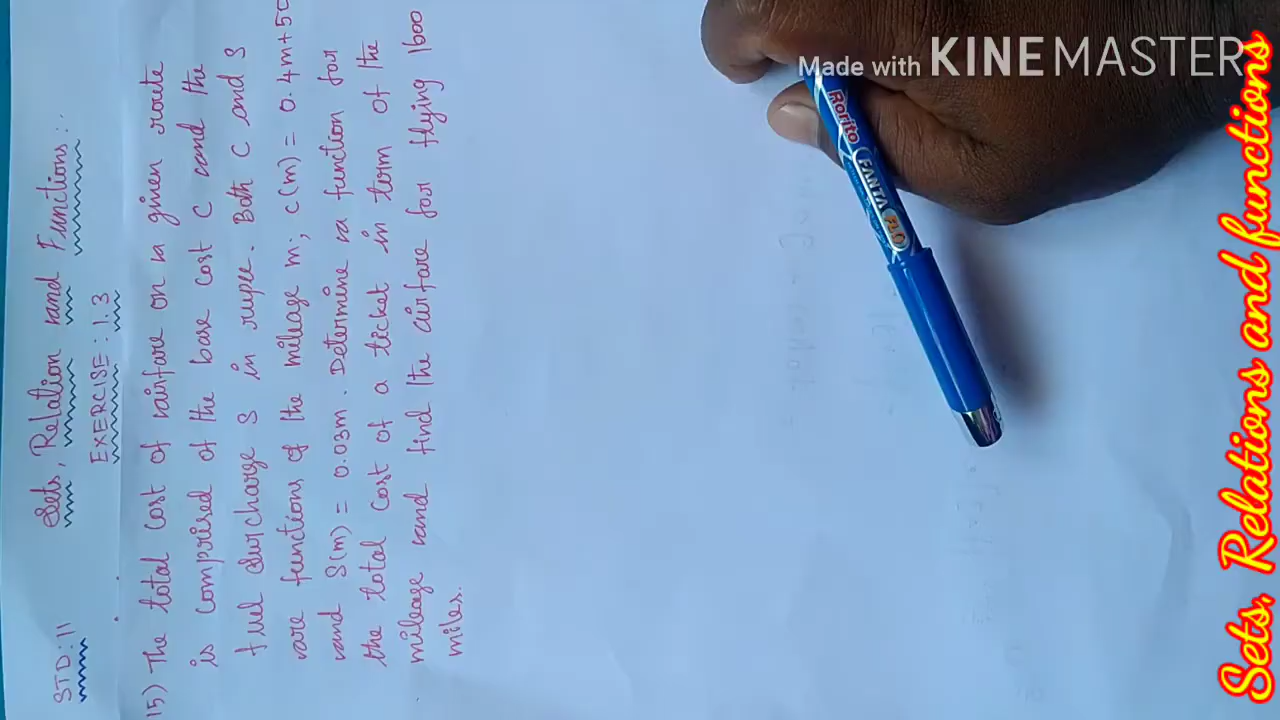 STD: 11
Sets, Relation and Functions:-
EXERCISE: 1.3
15) The total cost of airfare on a given route
is comprised of the base cost C and the
fuel surcharge S in rupee. Both C and S
are functions of the mileage m; C(m) = 0.4m+50
and S(m) = 0.03m. Determine a function for
the total cost of a ticket in term of the
mileage and find the airfare for flying 1600
miles.
Rorito FANTA FLO
Made with KINEMASTER
Sets, Relations and functions